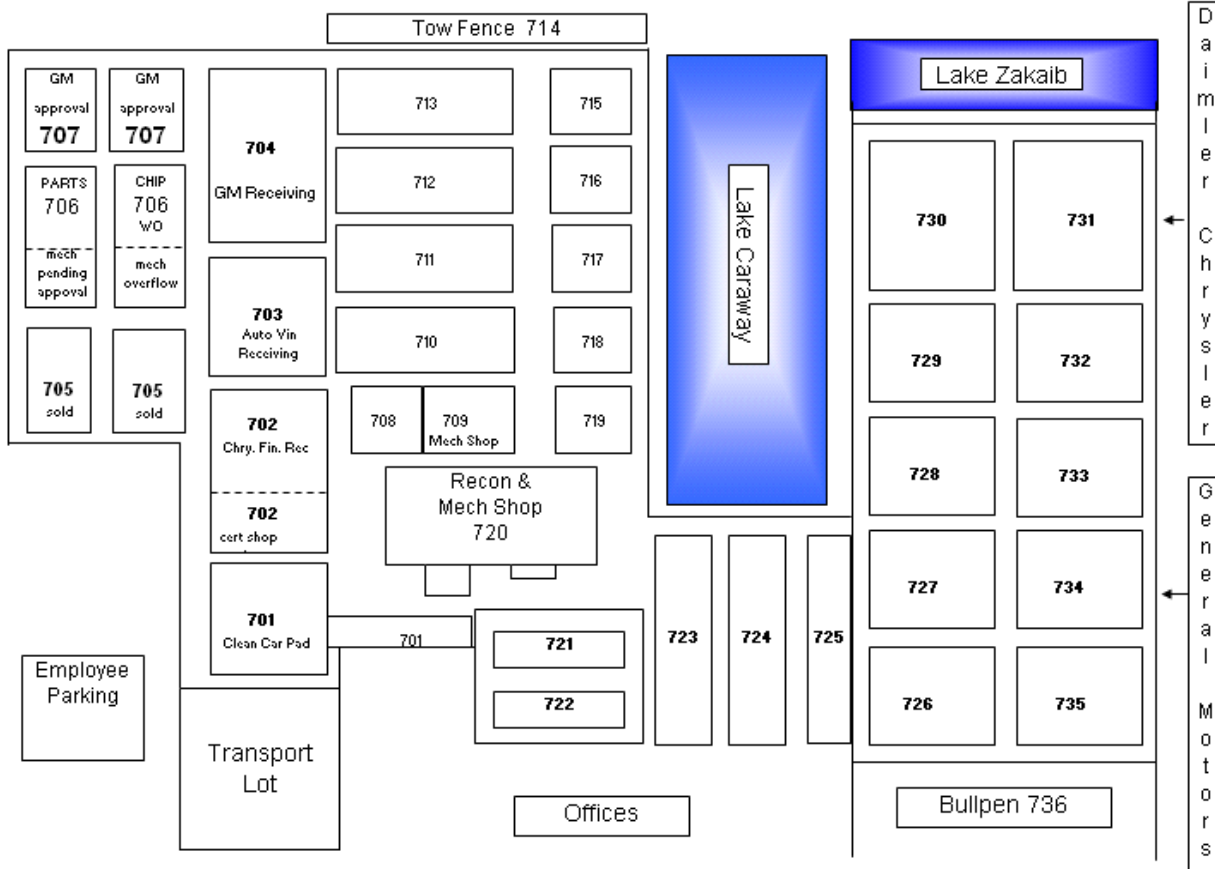 Tow Fence 714
GM
approval
707
GM
approval
707
PARTS
706
mech
pending
appoval
CHIP
706
WO
mech
overflow
705
sold
705
sold
704
GM Receiving
703
Auto Vin
Receiving
702
Chry. Fin. Rec
702
cert shop
701
Clean Car Pad
701
713
712
711
710
708
709
Mech Shop
715
716
717
718
719
Recon &
Mech Shop
720
721
722
723
724
725
Lake Caraway
Lake Zakaib
730
731
729
732
728
733
727
734
726
735
Bullpen 736
Employee
Parking
Transport
Lot
Offices
Daimler Chrysler
General Motors